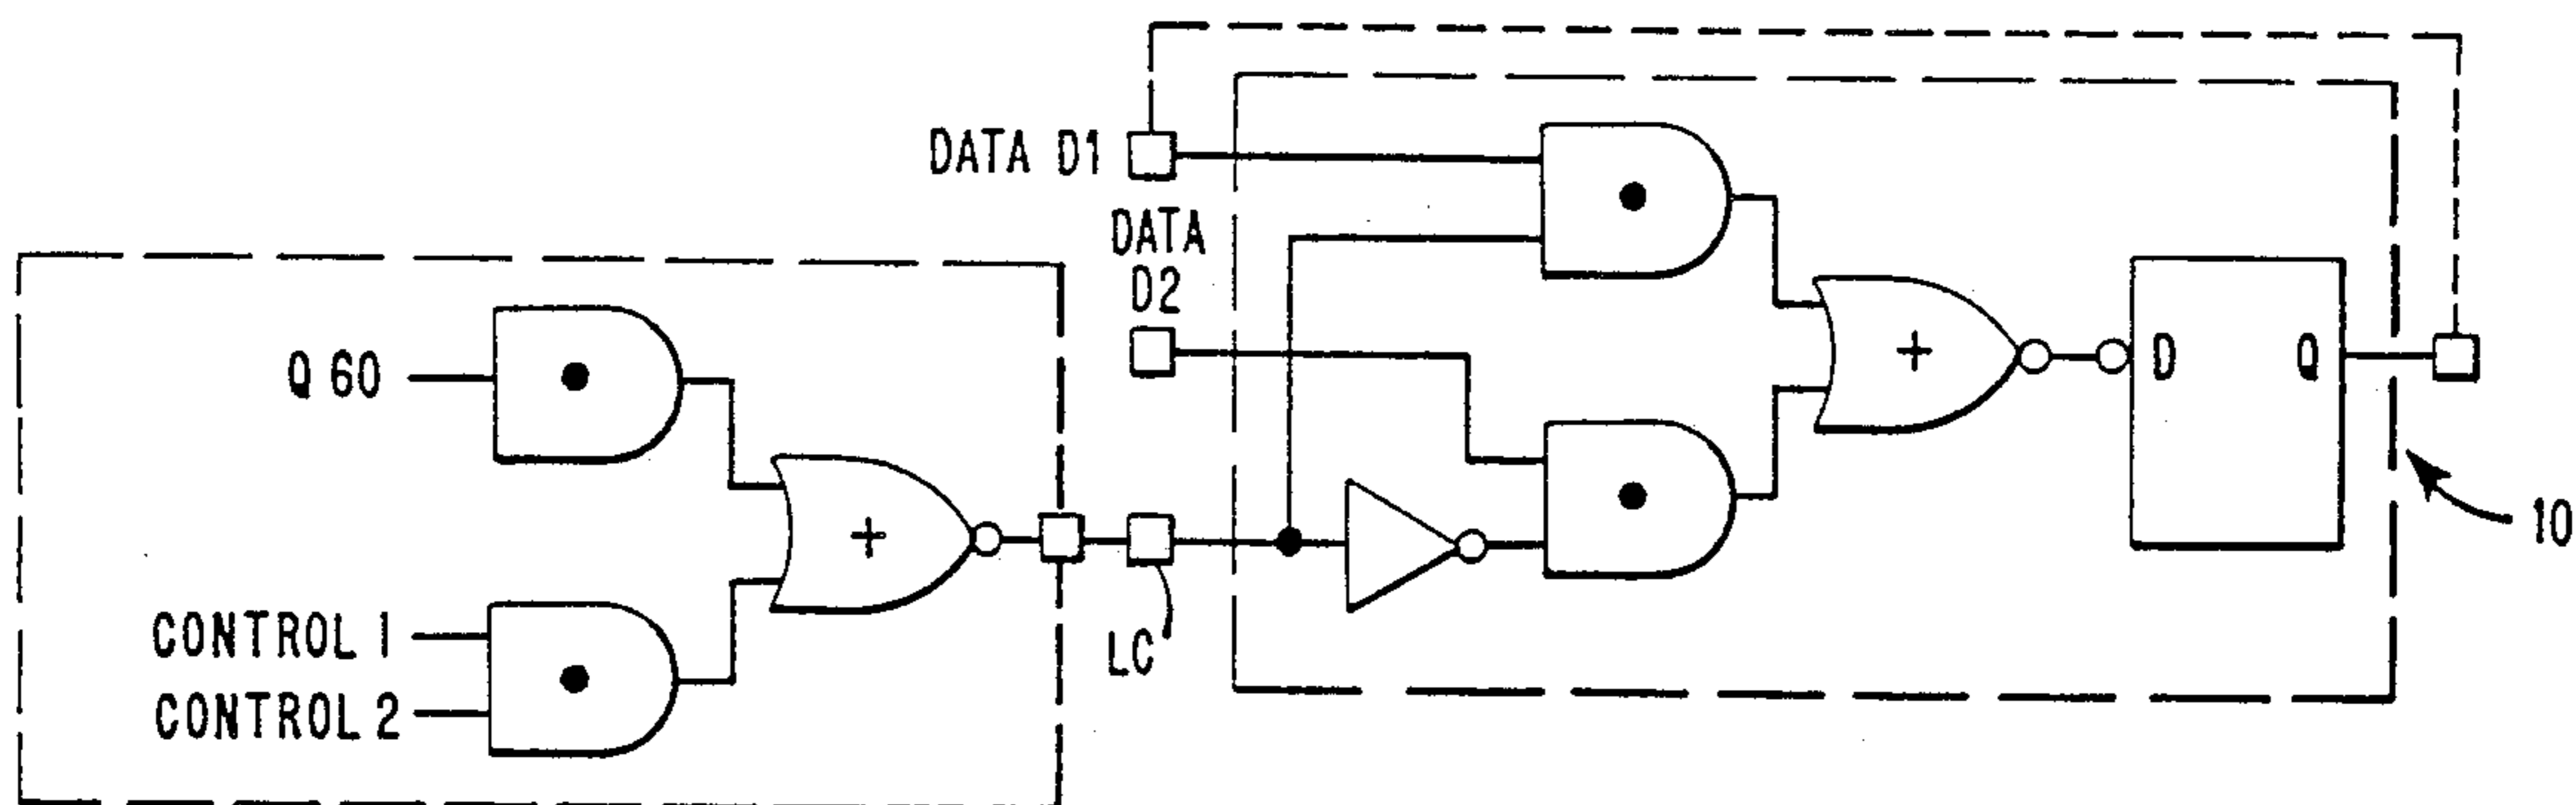 DATA D1
DATA
D2
Q 60
+
D
Q
10
+
CONTROL 1
CONTROL 2
LC